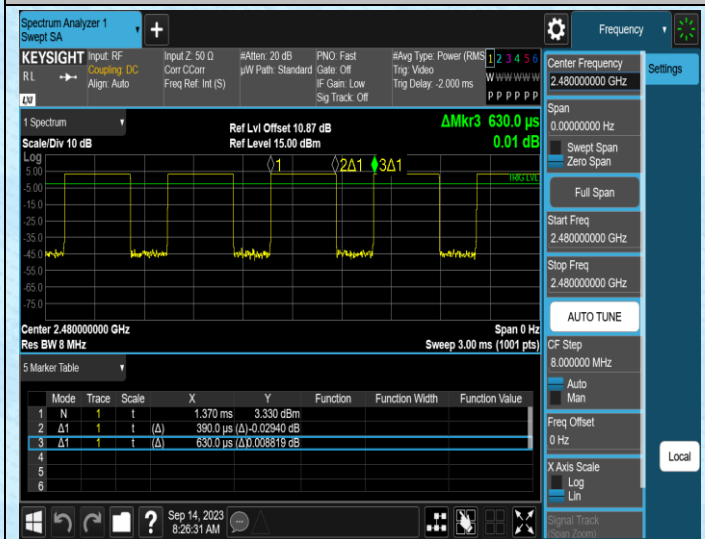 Spectrum Analyzer 1
Swept SA
+
Frequency
KEYSIGHT
RL
LXI
Input: RF
Coupling: DC
Align: Auto
Input Z: 50 Ω
Corr CCorr
Freq Ref: Int (S)
#Atten: 20 dB
µW Path: Standard
PNO: Fast
Gate: Off
IF Gain: Low
Sig Track: Off
#Avg Type: Power (RMS
Trig: Video
Trig Delay: -2.000 ms
1 2 3 4 5 6
W W W W W W
P P P P P P
Center Frequency
2.480000000 GHz
Settings
Span
0.00000000 Hz
Swept Span
Zero Span
Full Span
Start Freq
2.480000000 GHz
Stop Freq
2.480000000 GHz
AUTO TUNE
CF Step
8.000000 MHz
Auto
Man
Freq Offset
0 Hz
X Axis Scale
Log
Lin
Signal Track
(Span Zoom)
Local
1 Spectrum
Scale/Div 10 dB
Ref Lvl Offset 10.87 dB
Ref Level 15.00 dBm
ΔMkr3 630.0 µs
0.01 dB
Log
1
2Δ1
3Δ1
TRIG LVL
5.00
-5.00
-15.0
-25.0
-35.0
-45.0
-55.0
-65.0
-75.0
Center 2.480000000 GHz
Res BW 8 MHz
Span 0 Hz
Sweep 3.00 ms (1001 pts)
5 Marker Table
Mode Trace Scale X Y Function Function Width Function Value
1 N 1 t 1.370 ms 3.330 dBm
2 Δ1 1 t (Δ) 390.0 µs (Δ)-0.02940 dB
3 Δ1 1 t (Δ) 630.0 µs (Δ)0.008819 dB
4
5
6
?
Sep 14, 2023
8:26:31 AM